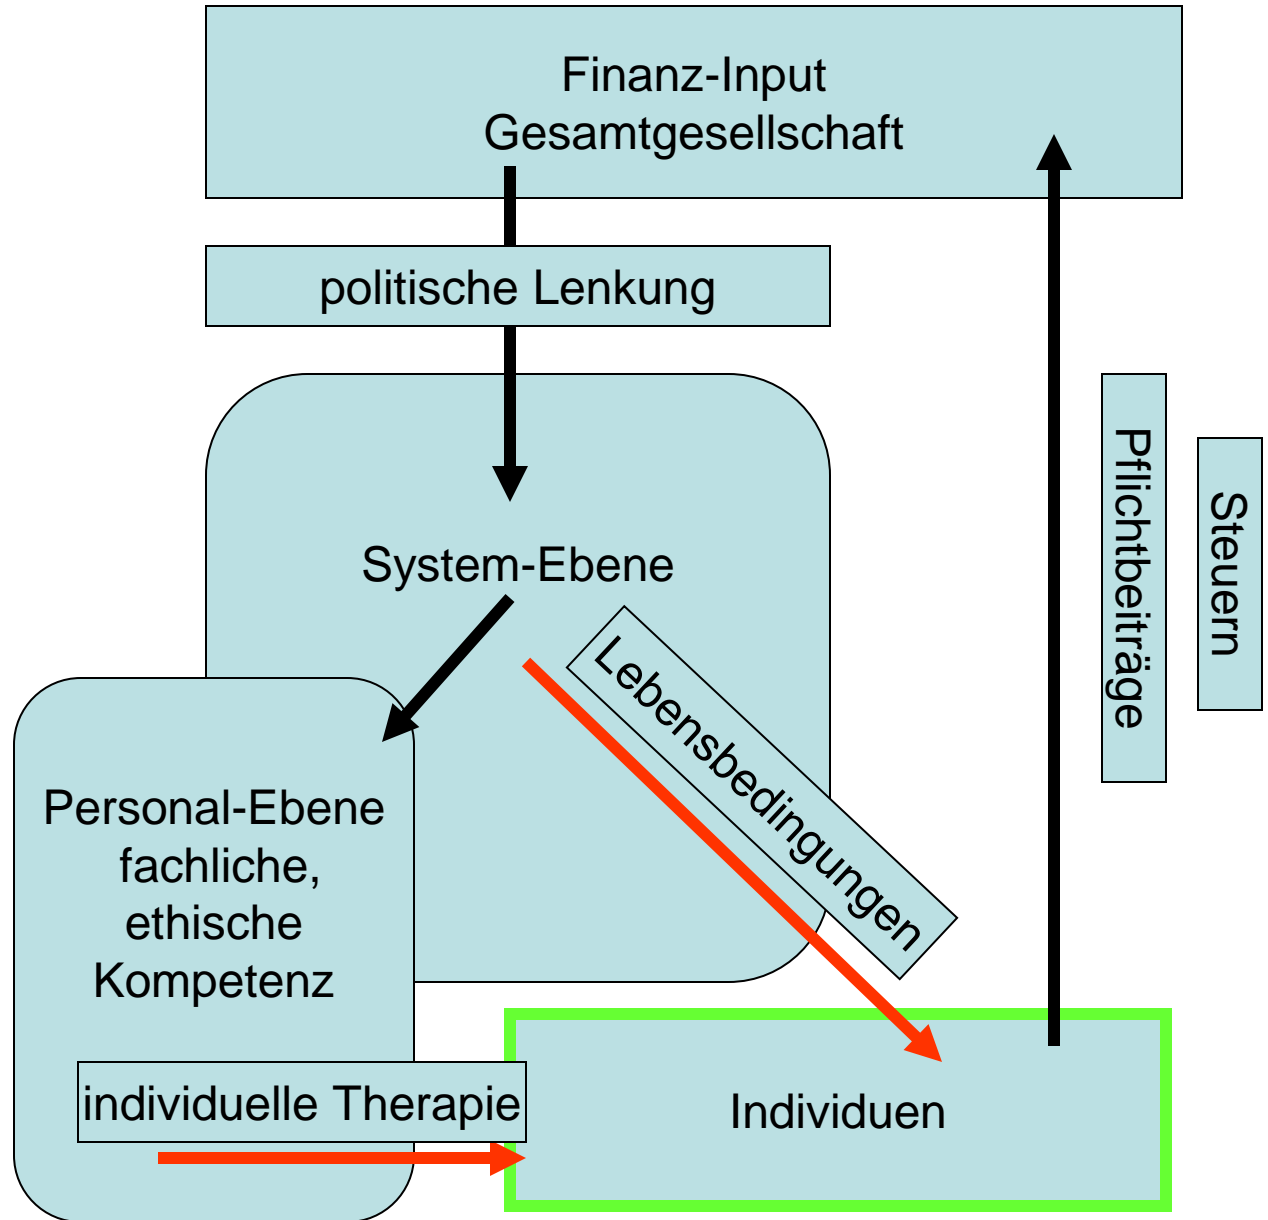 Finanz-Input
Gesamtgesellschaft
politische Lenkung
System-Ebene
Lebensbedingungen
Pflichtbeiträge
Steuern
Personal-Ebene
fachliche,
ethische
Kompetenz
individuelle Therapie
Individuen